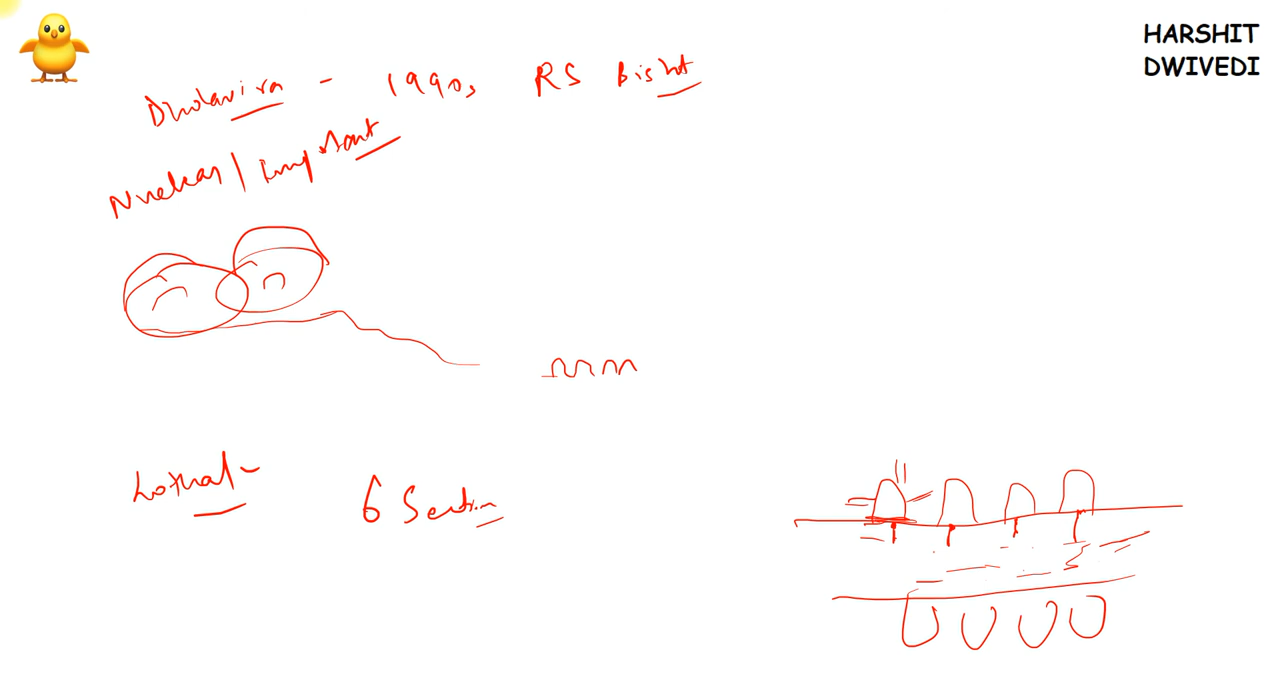 HARSHIT
DWIVEDI
Dholavira - 1990s RS Bisht
Nuclear/Important
Lothal -
6 Section